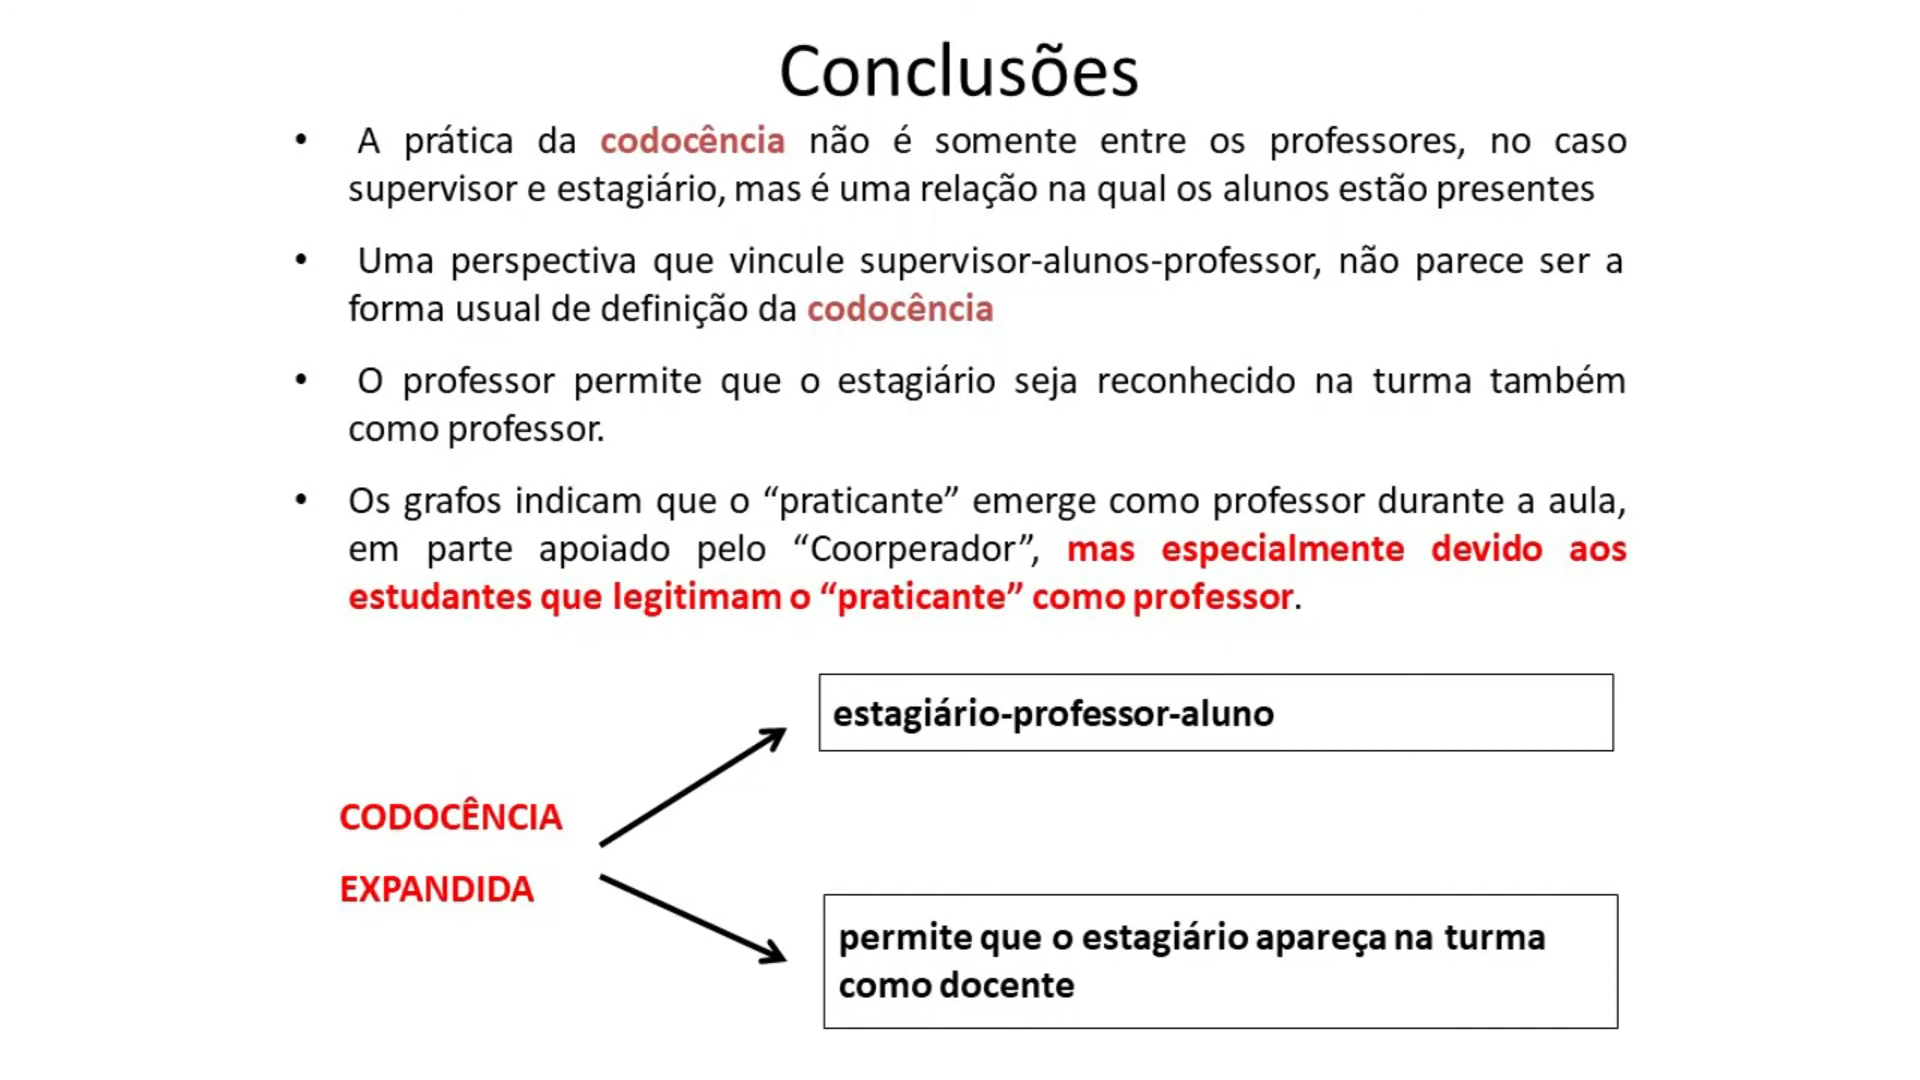 Conclusões
• A prática da codocência não é somente entre os professores, no caso
supervisor e estagiário, mas é uma relação na qual os alunos estão presentes
• Uma perspectiva que vincule supervisor-alunos-professor, não parece ser a
forma usual de definição da codocência
• O professor permite que o estagiário seja reconhecido na turma também
como professor.
• Os grafos indicam que o “praticante” emerge como professor durante a aula,
em parte apoiado pelo “Coorperador”, mas especialmente devido aos
estudantes que legitimam o “praticante” como professor.
estagiário-professor-aluno
CODOCÊNCIA
EXPANDIDA
permite que o estagiário apareça na turma
como docente